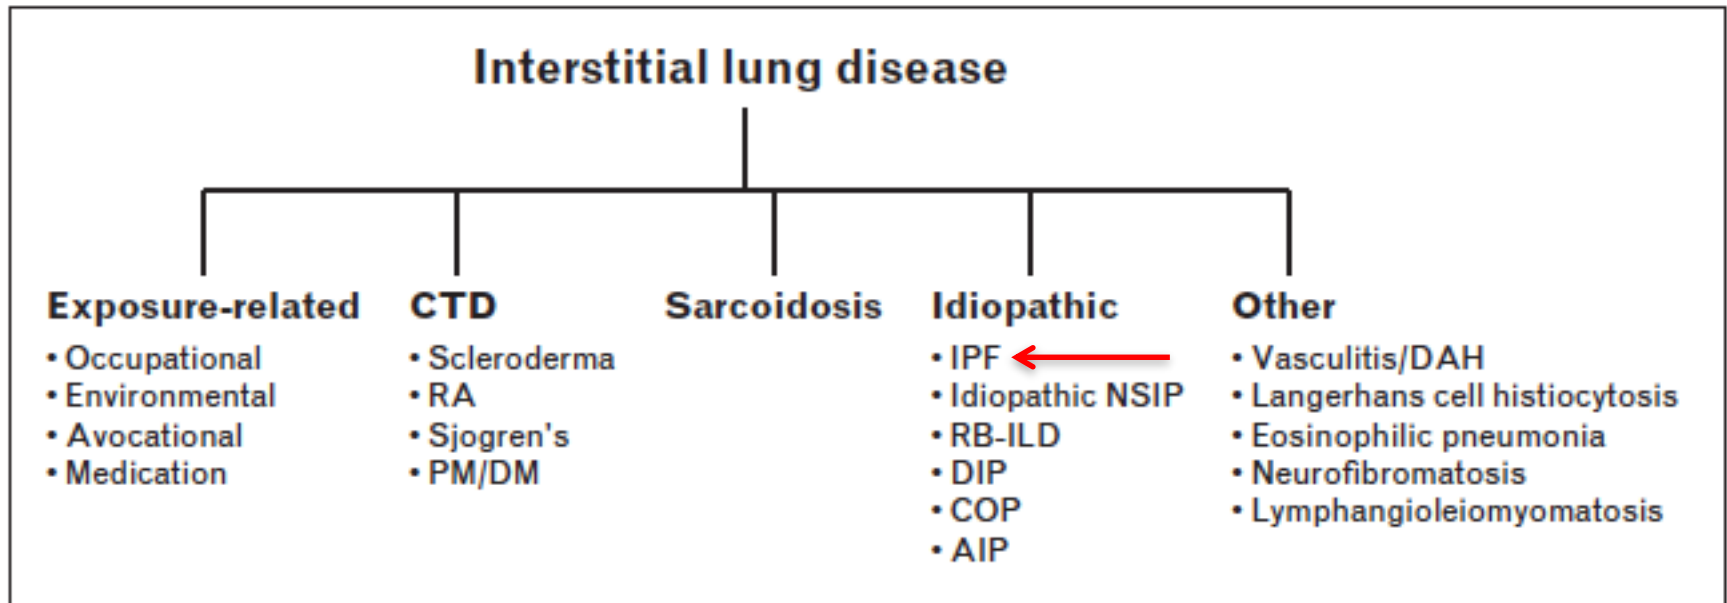 Interstitial lung disease
Exposure-related
• Occupational
• Environmental
• Avocational
• Medication
CTD
• Scleroderma
• RA
• Sjogren's
• PM/DM
Sarcoidosis
Idiopathic
• IPF
• Idiopathic NSIP
• RB-ILD
• DIP
• COP
• AIP
Other
• Vasculitis/DAH
• Langerhans cell histiocytosis
• Eosinophilic pneumonia
• Neurofibromatosis
• Lymphangioleiomyomatosis